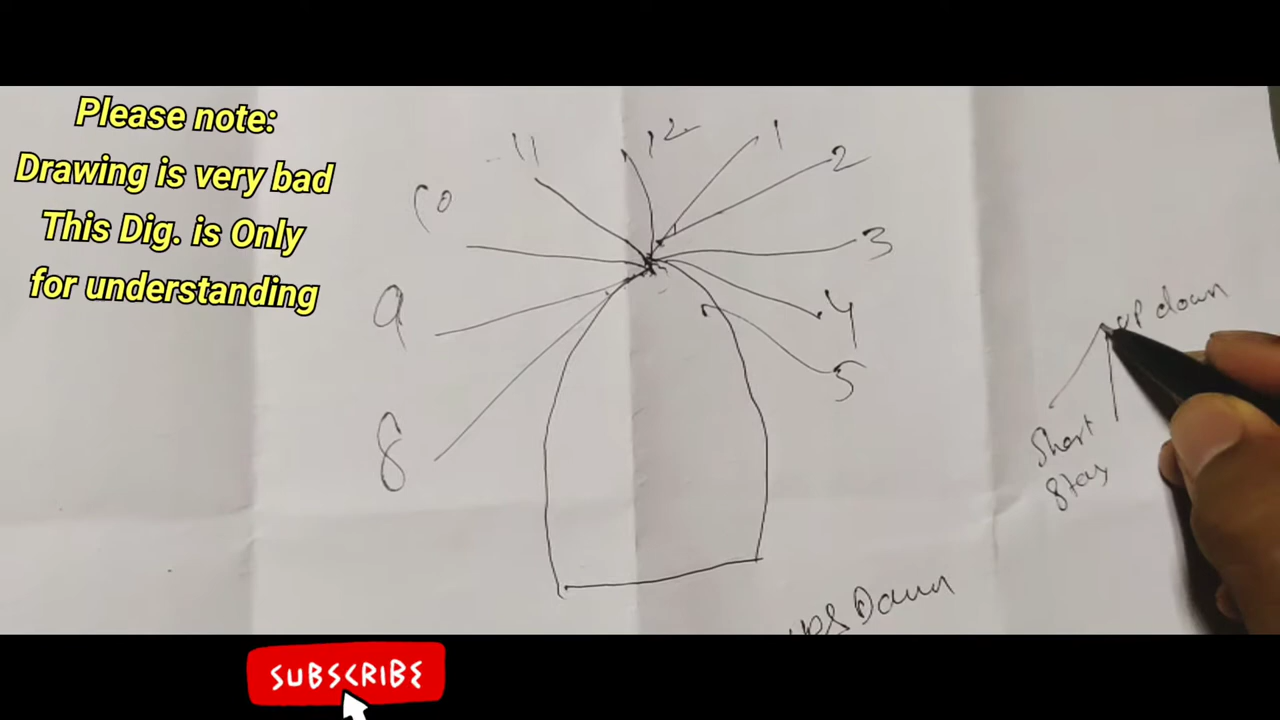 Please note:
Drawing is very bad
This Dig. is Only
for understanding
11
12
1
2
10
3
9
4
5
8
up down
Short
Stay
Down
SUBSCRIBE